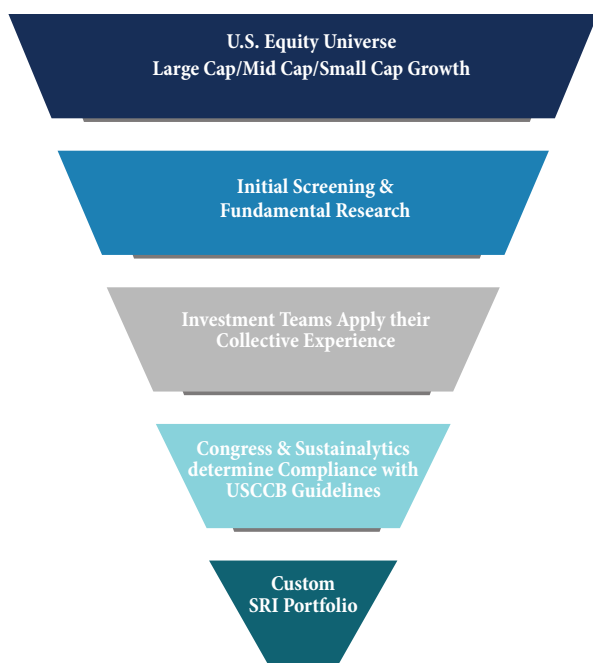 U.S. Equity Universe
Large Cap/Mid Cap/Small Cap Growth
Initial Screening &
Fundamental Research
Investment Teams Apply their
Collective Experience
Congress & Sustainalytics
determine Compliance with
USCCB Guidelines
Custom
SRI Portfolio